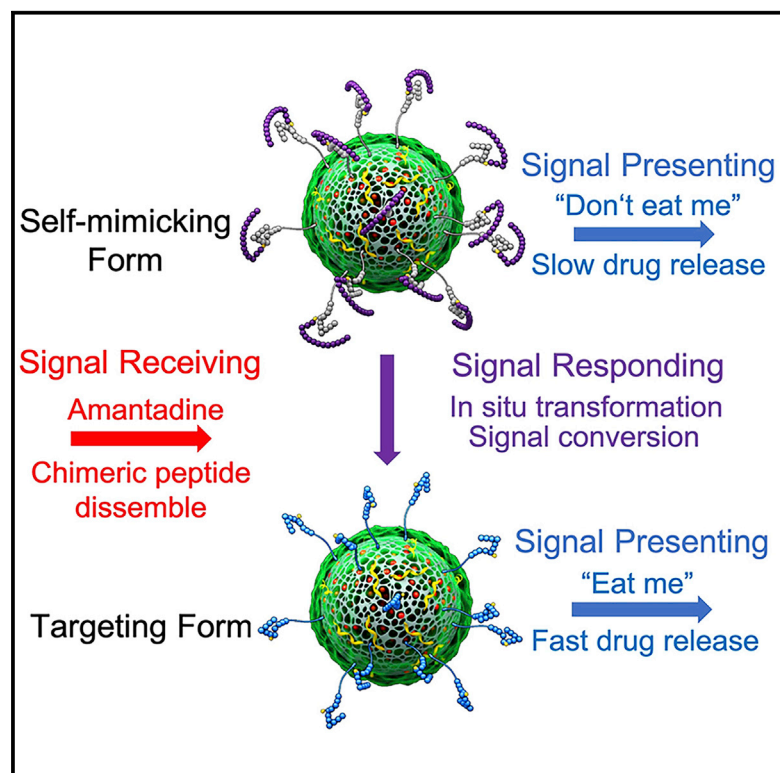 Self-mimicking
Form
Signal Presenting
“Don‘t eat me”
Slow drug release
Signal Receiving
Amantadine
Chimeric peptide
dissemble
Signal Responding
In situ transformation
Signal conversion
Targeting Form
Signal Presenting
“Eat me”
Fast drug release